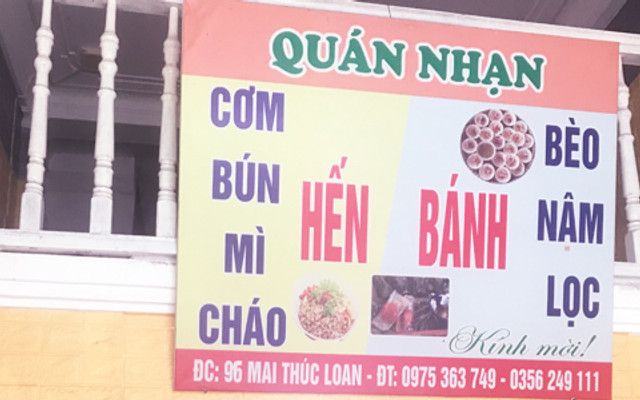 QUÁN NHẠN
CƠM
BÚN
MÌ
CHÁO
HẾN
BÁNH
BÈO
NẬM
LỌC
Kính mời!
ĐC: 96 MAI THÚC LOAN - ĐT: 0975 363 749 - 0356 249 111